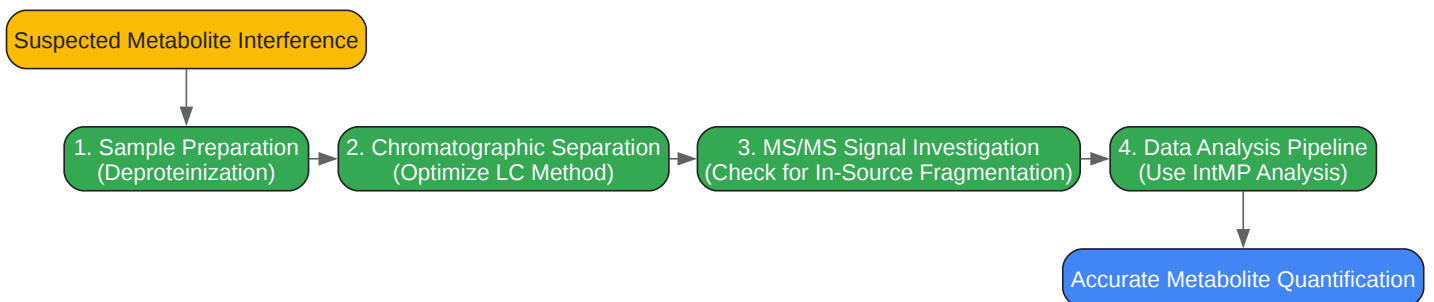 Suspected Metabolite Interference
1. Sample Preparation
(Deproteinization)
2. Chromatographic Separation
(Optimize LC Method)
3. MS/MS Signal Investigation
(Check for In-Source Fragmentation)
4. Data Analysis Pipeline
(Use IntMP Analysis)
Accurate Metabolite Quantification